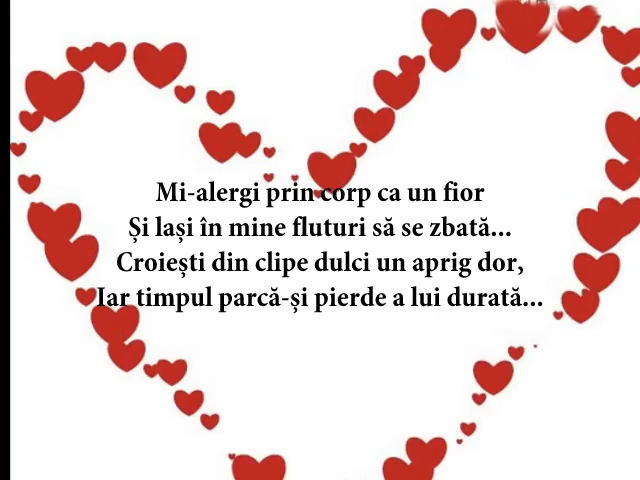 Mi-alergi prin corp ca un fior
Și lași în mine fluturi să se zbată...
Croiești din clipe dulci un aprig dor,
Iar timpul parcă-și pierde a lui durată...